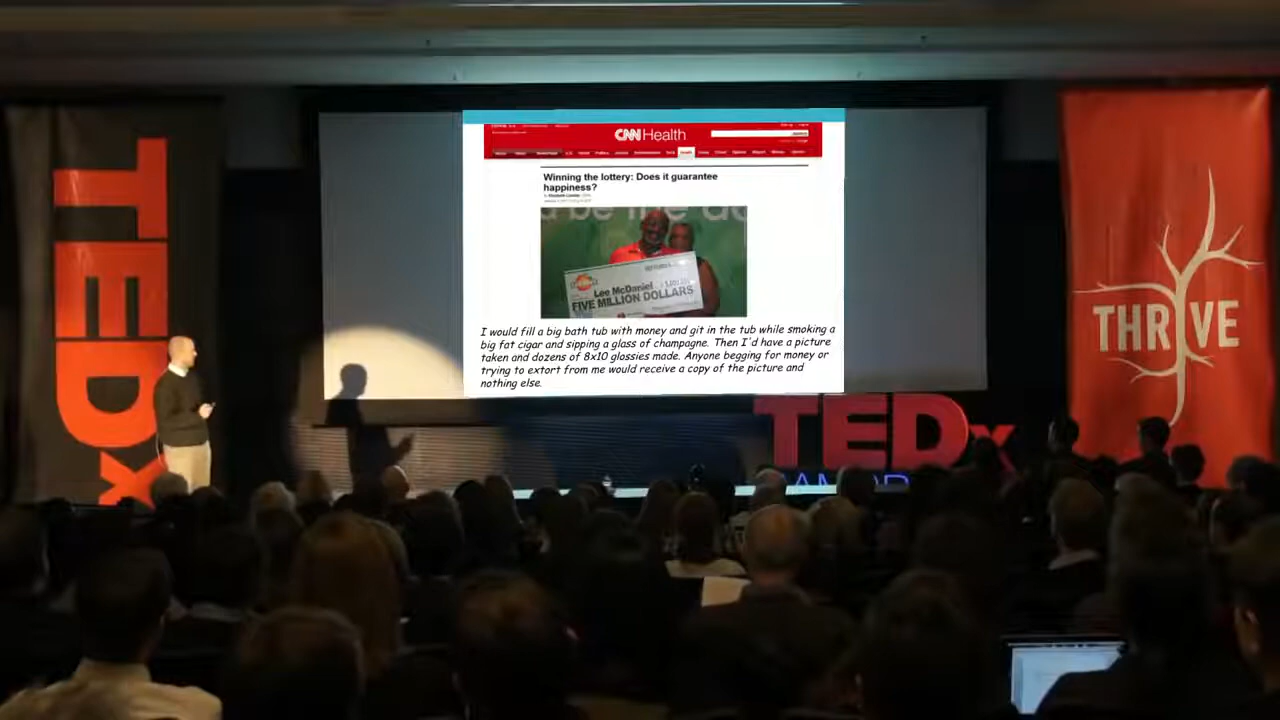 TEDx
CNN Health
Winning the lottery: Does it guarantee
happiness?
a be the
Lee McDaniel
FIVE MILLION DOLLARS
I would fill a big bath tub with money and git in the tub while smoking a
big fat cigar and sipping a glass of champagne. Then I'd have a picture
taken and dozens of 8x10 glossies made. Anyone begging for money or
trying to extort from me would receive a copy of the picture and
nothing else.
THRIVE
TEDx